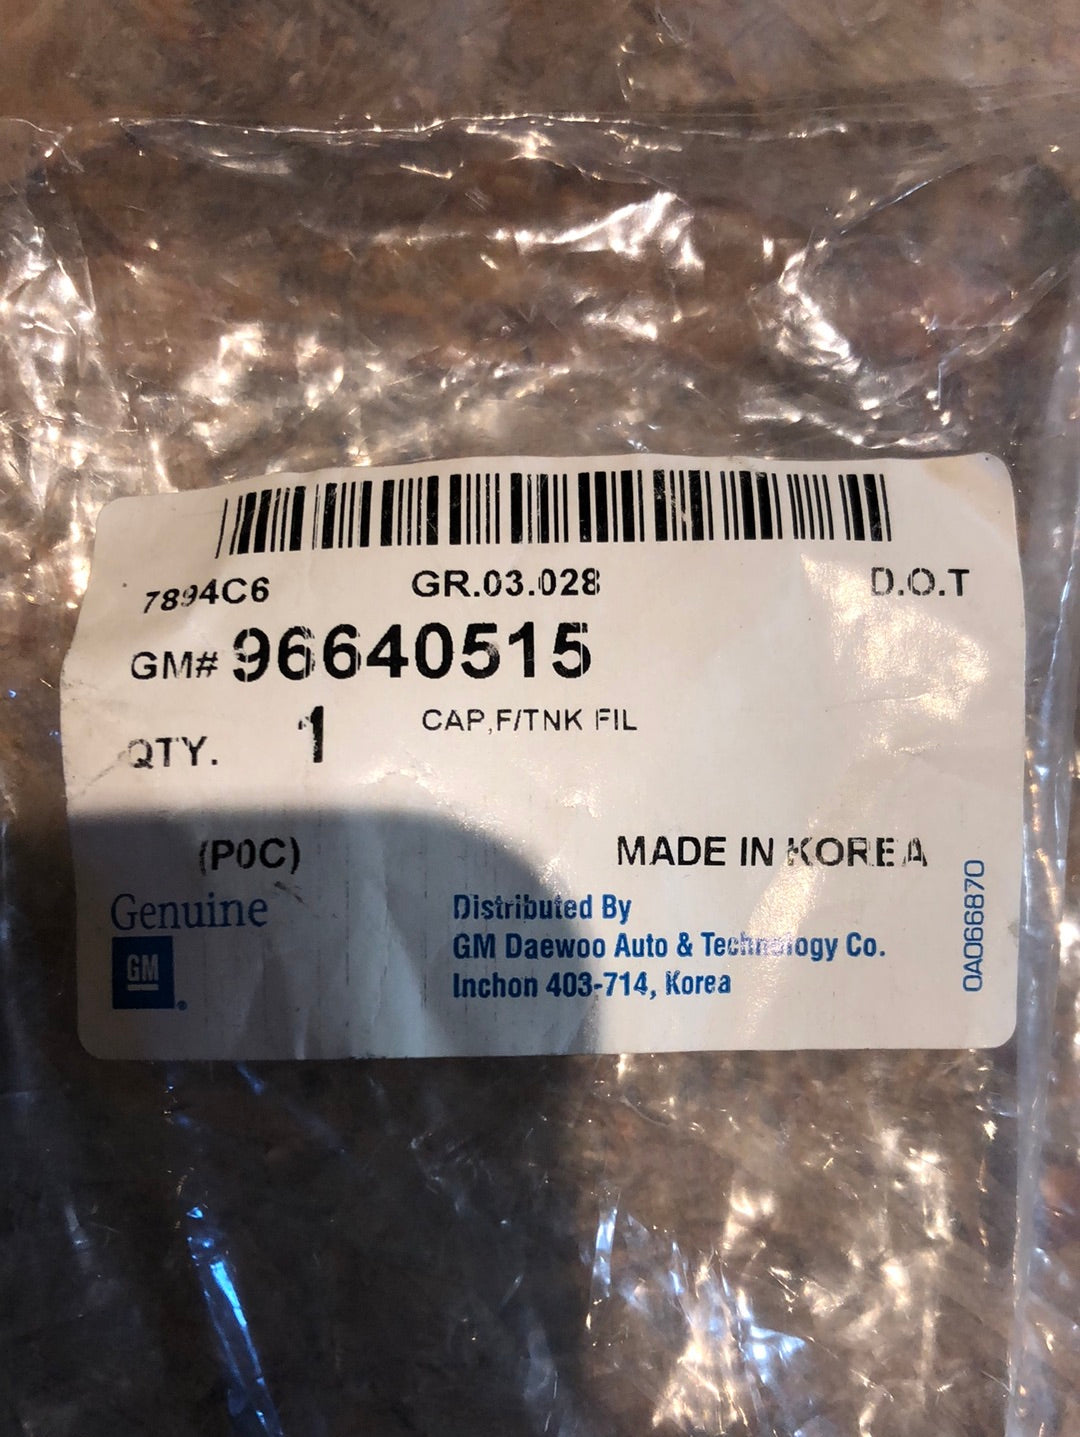 7894C6 GR.03.028 D.O.T
GM# 96640515
QTY. 1 CAP,F/TNK FIL
(P0C) MADE IN KOREA
Genuine
GM
Distributed By
GM Daewoo Auto & Technology Co.
Inchon 403-714, Korea
0A066870